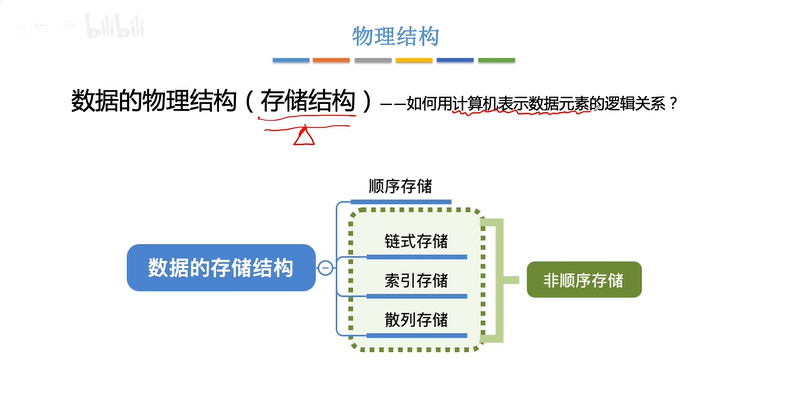 bilibili
物理结构
数据的物理结构（存储结构）——如何用计算机表示数据元素的逻辑关系？
顺序存储
链式存储
数据的存储结构
索引存储
非顺序存储
散列存储